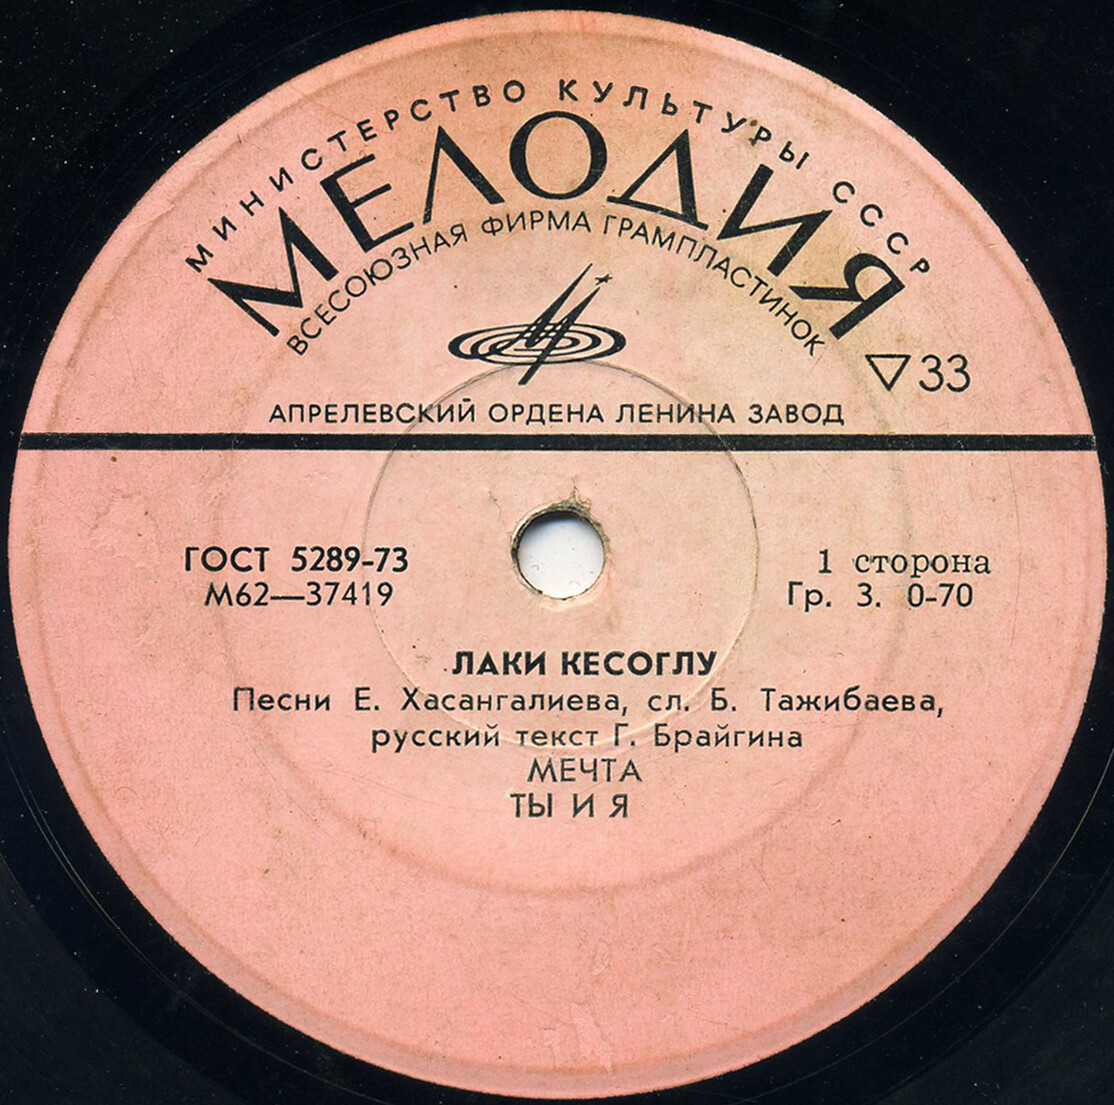 МИНИСТЕРСТВО КУЛЬТУРЫ СССР
МЕЛОДИЯ
ВСЕСОЮЗНАЯ ФИРМА ГРАМПЛАСТИНОК
33
АПРЕЛЕВСКИЙ ОРДЕНА ЛЕНИНА ЗАВОД
ГОСТ 5289-73
М62—37419
1 сторона
Гр. 3. 0-70
ЛАКИ КЕСОГЛУ
Песни Е. Хасангалиева, сл. Б. Тажибаева,
русский текст Г. Брайгина
МЕЧТА
ТЫ И Я